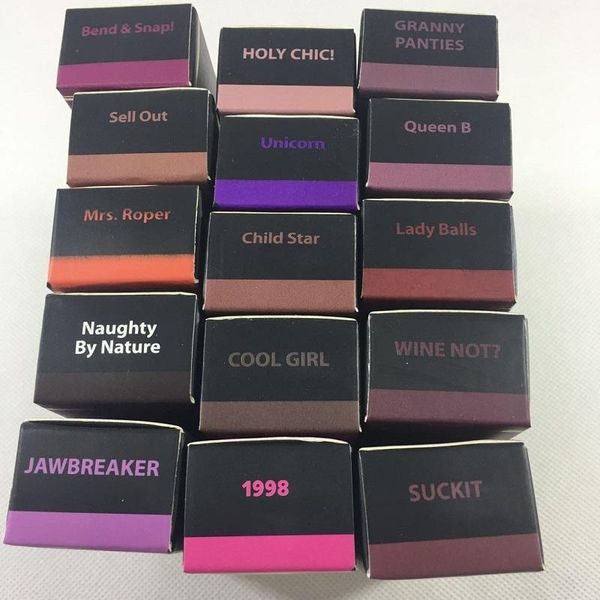 Bend & Snap!
HOLY CHIC!
GRANNY
PANTIES
Sell Out
Unicorn
Queen B
Mrs. Roper
Child Star
Lady Balls
Naughty
By Nature
COOL GIRL
WINE NOT?
JAWBREAKER
1998
SUCKIT